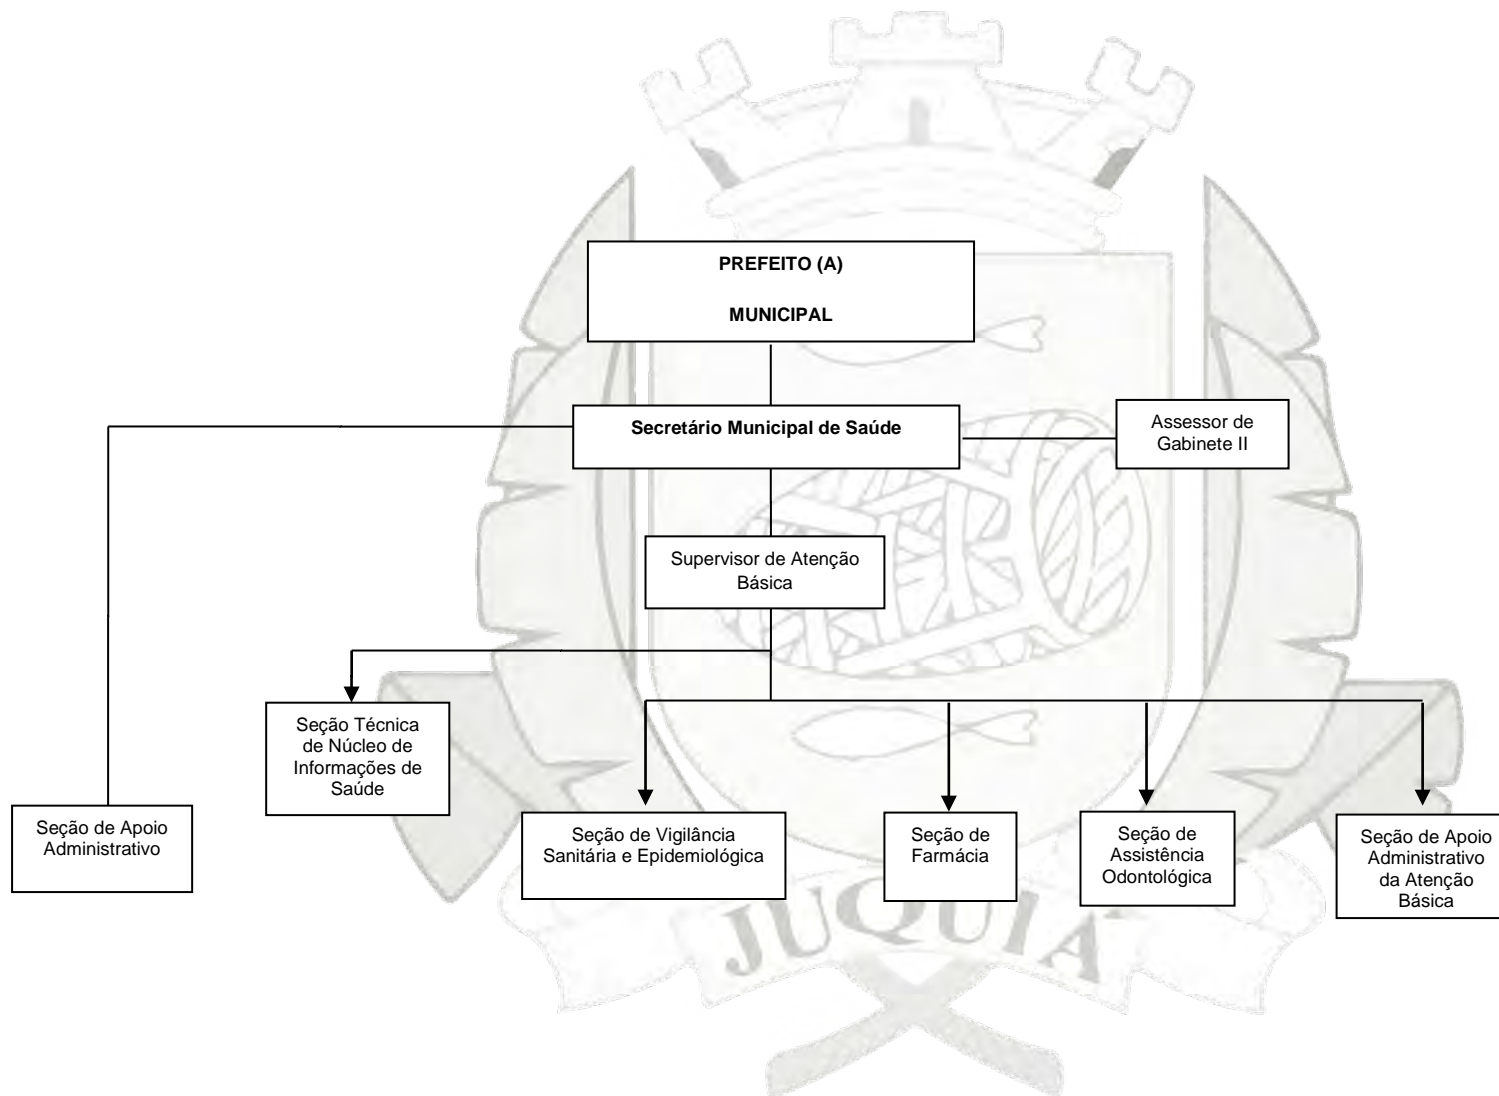 PREFEITO (A)
MUNICIPAL
Secretário Municipal de Saúde
Assessor de
Gabinete II
Supervisor de Atenção
Básica
Seção Técnica
de Núcleo de
Informações de
Saúde
Seção de Apoio
Administrativo
Seção de Vigilância
Sanitária e Epidemiológica
Seção de
Farmácia
Seção de
Assistência
Odontológica
Seção de Apoio
Administrativo
da Atenção
Básica
JUQUIÁ